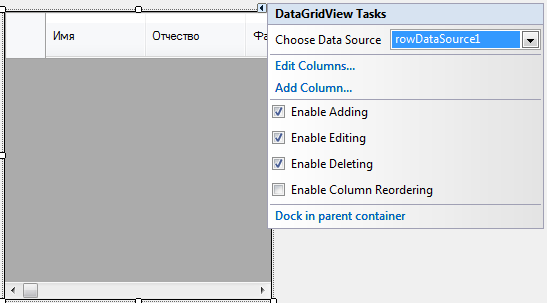 Имя Отчество
DataGridView Tasks
Choose Data Source rowDataSource1
Edit Columns...
Add Column...
Enable Adding
Enable Editing
Enable Deleting
Enable Column Reordering
Dock in parent container